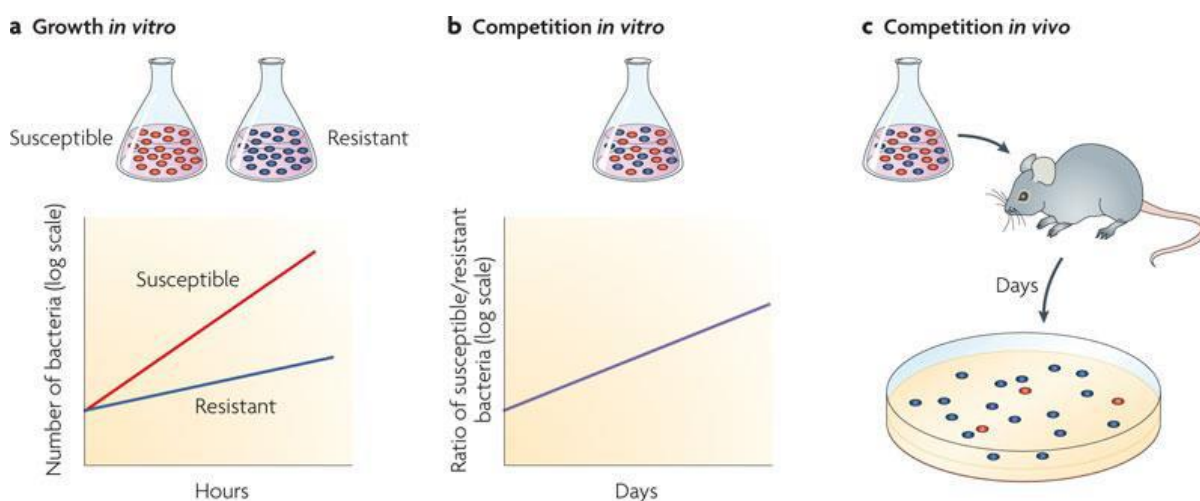 a Growth in vitro
Susceptible
Resistant
Number of bacteria (log scale)
Susceptible
Resistant
Hours
b Competition in vitro
Ratio of susceptible/resistant
bacteria (log scale)
Days
c Competition in vivo
Days